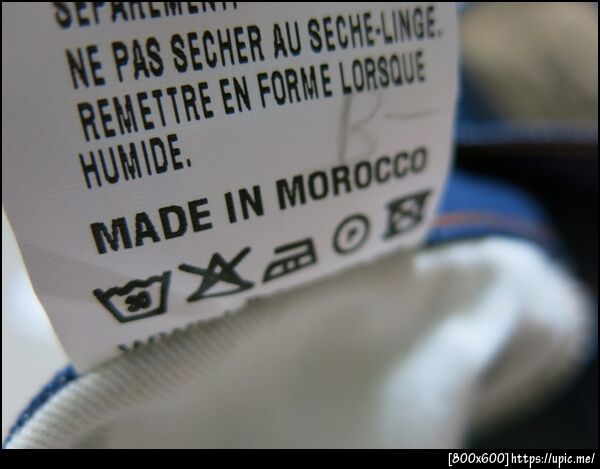 SEPAREMENT.
NE PAS SECHER AU SECHE-LINGE.
REMETTRE EN FORME LORSQUE
HUMIDE.
B-
MADE IN MOROCCO
30
P
[800x600]https://upic.me/